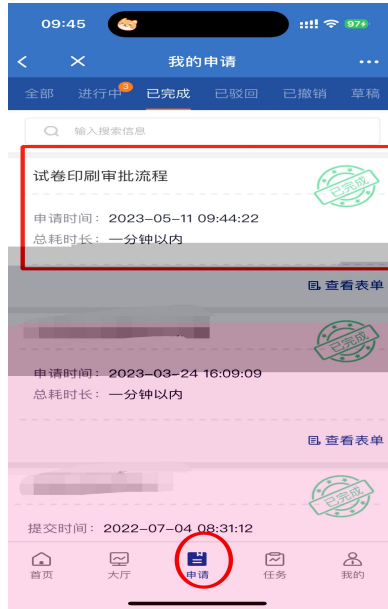 09:45
97
我的申请
全部 进行中 3 已完成 已驳回 已撤销 草稿
输入搜索信息
试卷印刷审批流程
已完成
申请时间：2023-05-11 09:44:22
总耗时长：一分钟以内
查看表单
已完成
申请时间：2023-03-24 16:09:09
总耗时长：一分钟以内
查看表单
已完成
提交时间：2022-07-04 08:31:12
首页 大厅 申请 任务 我的